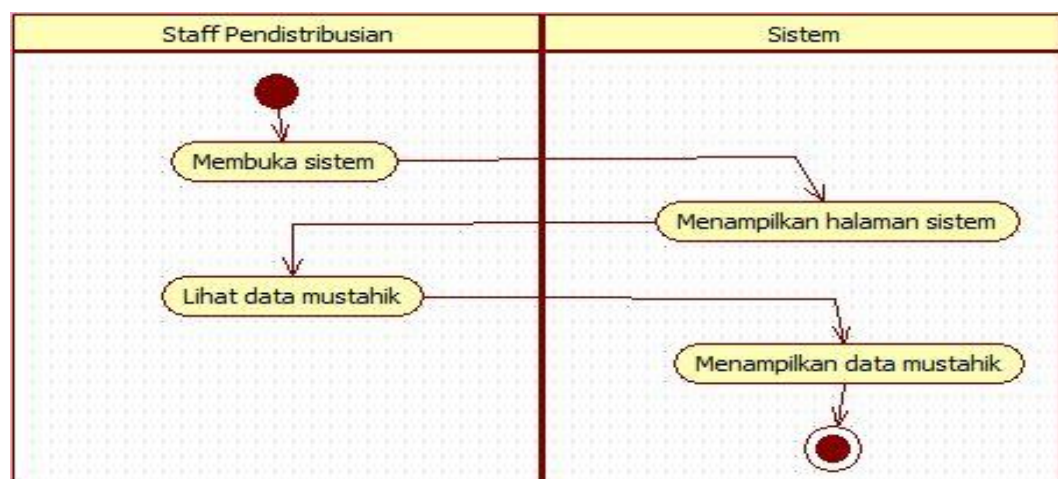 Staff Pendistribusian
Sistem
Membuka sistem
Menampilkan halaman sistem
Lihat data mustahik
Menampilkan data mustahik